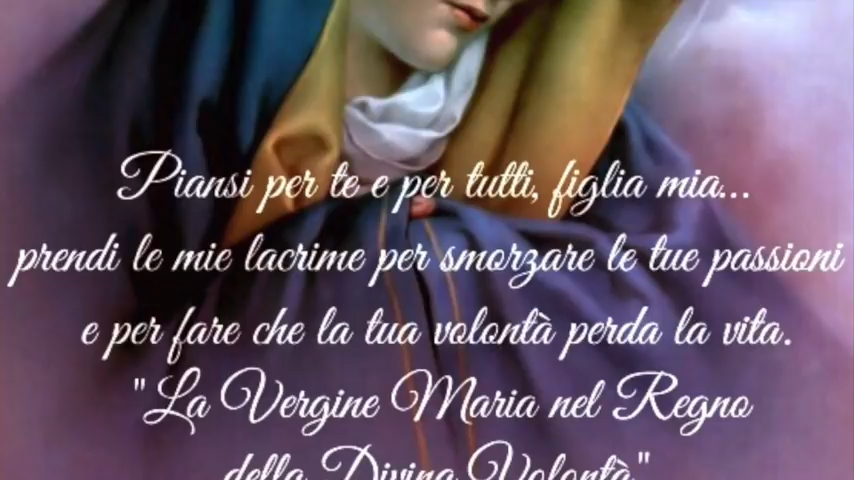 Piansi per te e per tutti, figlia mia...
prendi le mie lacrime per smorzare le tue passioni
e per fare che la tua volontà perda la vita.
"La Vergine Maria nel Regno
della Divina Volontà"